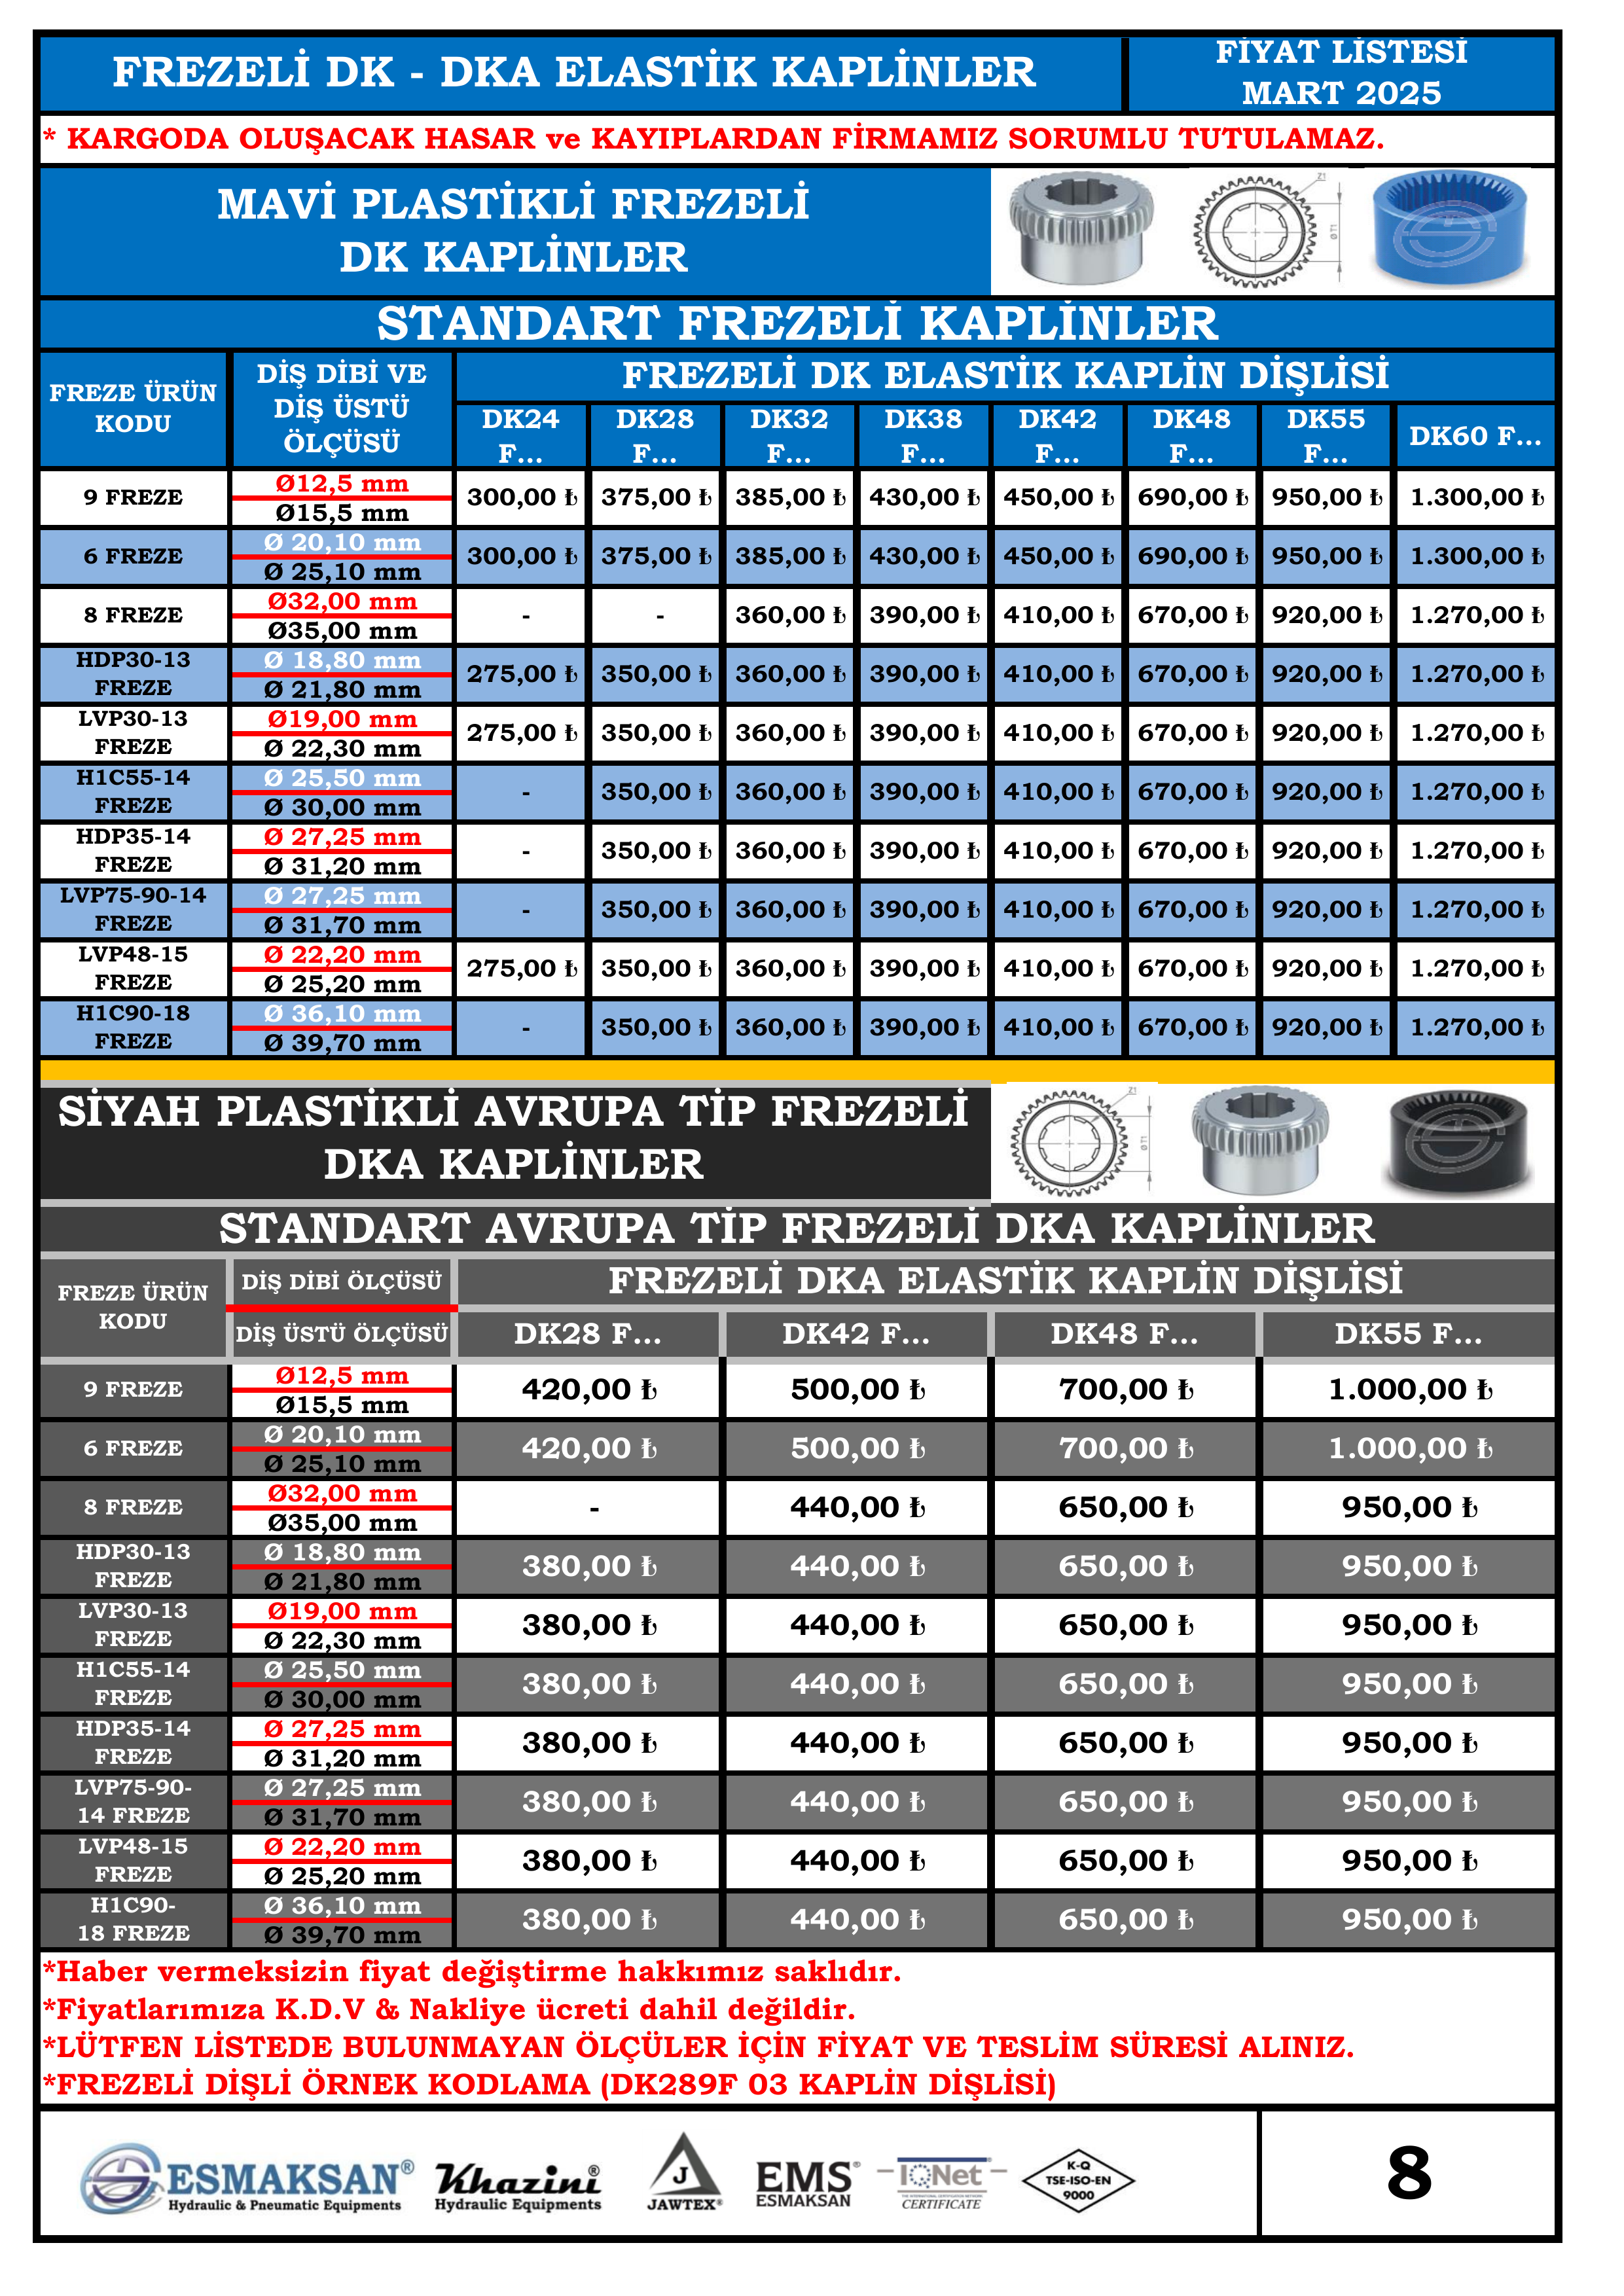 FREZELİ DK - DKA ELASTİK KAPLİNLER
FİYAT LİSTESİ
MART 2025
* KARGODA OLUŞACAK HASAR ve KAYIPLARDAN FİRMAMIZ SORUMLU TUTULAMAZ.
MAVİ PLASTİKLİ FREZELİ
DK KAPLİNLER
Z1
ØT1
STANDART FREZELİ KAPLİNLER
FREZE ÜRÜN
KODU
DİŞ DİBİ VE
DİŞ ÜSTÜ
ÖLÇÜSÜ
FREZELİ DK ELASTİK KAPLİN DİŞLİSİ
DK24 F... DK28 F... DK32 F... DK38 F... DK42 F... DK48 F... DK55 F... DK60 F...
9 FREZE Ø12,5 mm Ø15,5 mm 300,00 ₺ 375,00 ₺ 385,00 ₺ 430,00 ₺ 450,00 ₺ 690,00 ₺ 950,00 ₺ 1.300,00 ₺
6 FREZE Ø 20,10 mm Ø 25,10 mm 300,00 ₺ 375,00 ₺ 385,00 ₺ 430,00 ₺ 450,00 ₺ 690,00 ₺ 950,00 ₺ 1.300,00 ₺
8 FREZE Ø32,00 mm Ø35,00 mm - - 360,00 ₺ 390,00 ₺ 410,00 ₺ 670,00 ₺ 920,00 ₺ 1.270,00 ₺
HDP30-13 FREZE Ø 18,80 mm Ø 21,80 mm 275,00 ₺ 350,00 ₺ 360,00 ₺ 390,00 ₺ 410,00 ₺ 670,00 ₺ 920,00 ₺ 1.270,00 ₺
LVP30-13 FREZE Ø19,00 mm Ø 22,30 mm 275,00 ₺ 350,00 ₺ 360,00 ₺ 390,00 ₺ 410,00 ₺ 670,00 ₺ 920,00 ₺ 1.270,00 ₺
H1C55-14 FREZE Ø 25,50 mm Ø 30,00 mm - 350,00 ₺ 360,00 ₺ 390,00 ₺ 410,00 ₺ 670,00 ₺ 920,00 ₺ 1.270,00 ₺
HDP35-14 FREZE Ø 27,25 mm Ø 31,20 mm - 350,00 ₺ 360,00 ₺ 390,00 ₺ 410,00 ₺ 670,00 ₺ 920,00 ₺ 1.270,00 ₺
LVP75-90-14 FREZE Ø 27,25 mm Ø 31,70 mm - 350,00 ₺ 360,00 ₺ 390,00 ₺ 410,00 ₺ 670,00 ₺ 920,00 ₺ 1.270,00 ₺
LVP48-15 FREZE Ø 22,20 mm Ø 25,20 mm 275,00 ₺ 350,00 ₺ 360,00 ₺ 390,00 ₺ 410,00 ₺ 670,00 ₺ 920,00 ₺ 1.270,00 ₺
H1C90-18 FREZE Ø 36,10 mm Ø 39,70 mm - 350,00 ₺ 360,00 ₺ 390,00 ₺ 410,00 ₺ 670,00 ₺ 920,00 ₺ 1.270,00 ₺
SİYAH PLASTİKLİ AVRUPA TİP FREZELİ
DKA KAPLİNLER
Z1
ØT1
STANDART AVRUPA TİP FREZELİ DKA KAPLİNLER
FREZE ÜRÜN
KODU
DİŞ DİBİ ÖLÇÜSÜ
DİŞ ÜSTÜ ÖLÇÜSÜ
FREZELİ DKA ELASTİK KAPLİN DİŞLİSİ
DK28 F... DK42 F... DK48 F... DK55 F...
9 FREZE Ø12,5 mm Ø15,5 mm 420,00 ₺ 500,00 ₺ 700,00 ₺ 1.000,00 ₺
6 FREZE Ø 20,10 mm Ø 25,10 mm 420,00 ₺ 500,00 ₺ 700,00 ₺ 1.000,00 ₺
8 FREZE Ø32,00 mm Ø35,00 mm - 440,00 ₺ 650,00 ₺ 950,00 ₺
HDP30-13 FREZE Ø 18,80 mm Ø 21,80 mm 380,00 ₺ 440,00 ₺ 650,00 ₺ 950,00 ₺
LVP30-13 FREZE Ø19,00 mm Ø 22,30 mm 380,00 ₺ 440,00 ₺ 650,00 ₺ 950,00 ₺
H1C55-14 FREZE Ø 25,50 mm Ø 30,00 mm 380,00 ₺ 440,00 ₺ 650,00 ₺ 950,00 ₺
HDP35-14 FREZE Ø 27,25 mm Ø 31,20 mm 380,00 ₺ 440,00 ₺ 650,00 ₺ 950,00 ₺
LVP75-90-14 FREZE Ø 27,25 mm Ø 31,70 mm 380,00 ₺ 440,00 ₺ 650,00 ₺ 950,00 ₺
LVP48-15 FREZE Ø 22,20 mm Ø 25,20 mm 380,00 ₺ 440,00 ₺ 650,00 ₺ 950,00 ₺
H1C90-18 FREZE Ø 36,10 mm Ø 39,70 mm 380,00 ₺ 440,00 ₺ 650,00 ₺ 950,00 ₺
*Haber vermeksizin fiyat değiştirme hakkımız saklıdır.
*Fiyatlarımıza K.D.V & Nakliye ücreti dahil değildir.
*LÜTFEN LİSTEDE BULUNMAYAN ÖLÇÜLER İÇİN FİYAT VE TESLİM SÜRESİ ALINIZ.
*FREZELİ DİŞLİ ÖRNEK KODLAMA (DK289F 03 KAPLİN DİŞLİSİ)
ESMAKSAN®
Hydraulic & Pneumatic Equipments
Khazini®
Hydraulic Equipments
J
JAWTEX®
EMS®
ESMAKSAN
IQNet
CERTIFICATE
K-Q
TSE-ISO-EN
9000
8